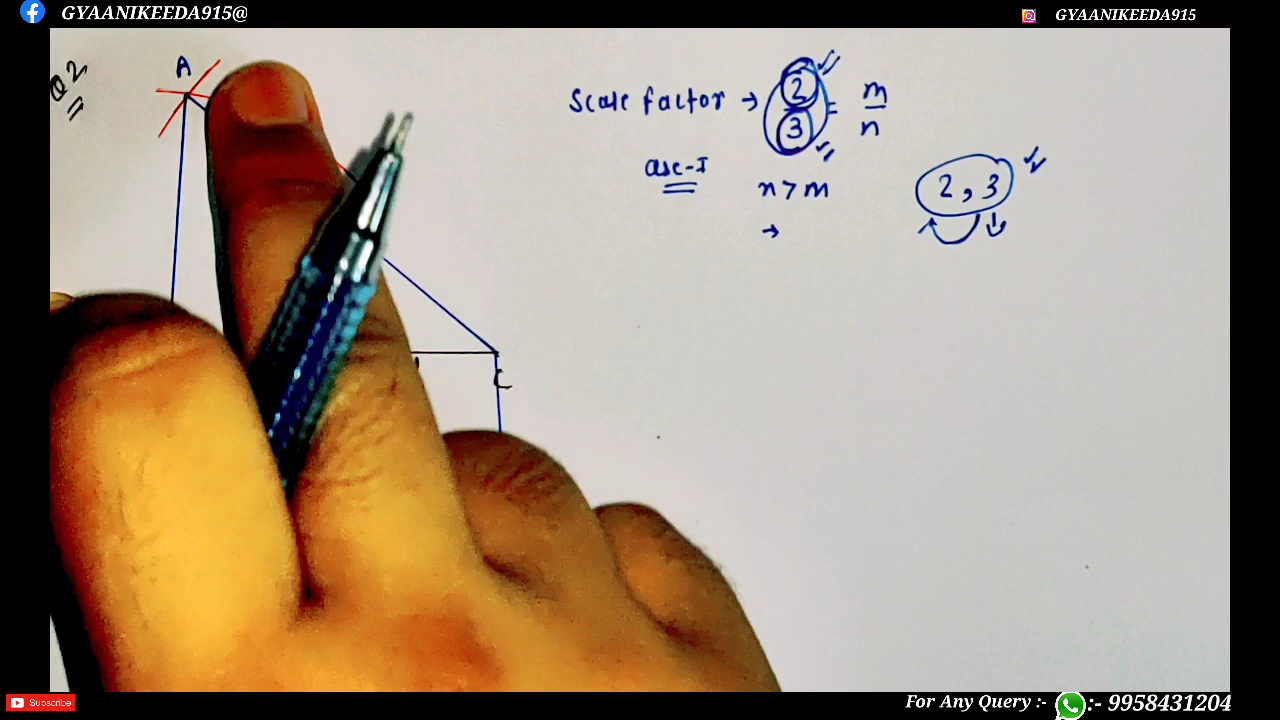 GYAANIKEEDA915@
GYAANIKEEDA915
Q2
A
Scale factor → 2/3 = m/n
case-I
n > m
2, 3
→
C
Subscribe
For Any Query :- :- 9958431204